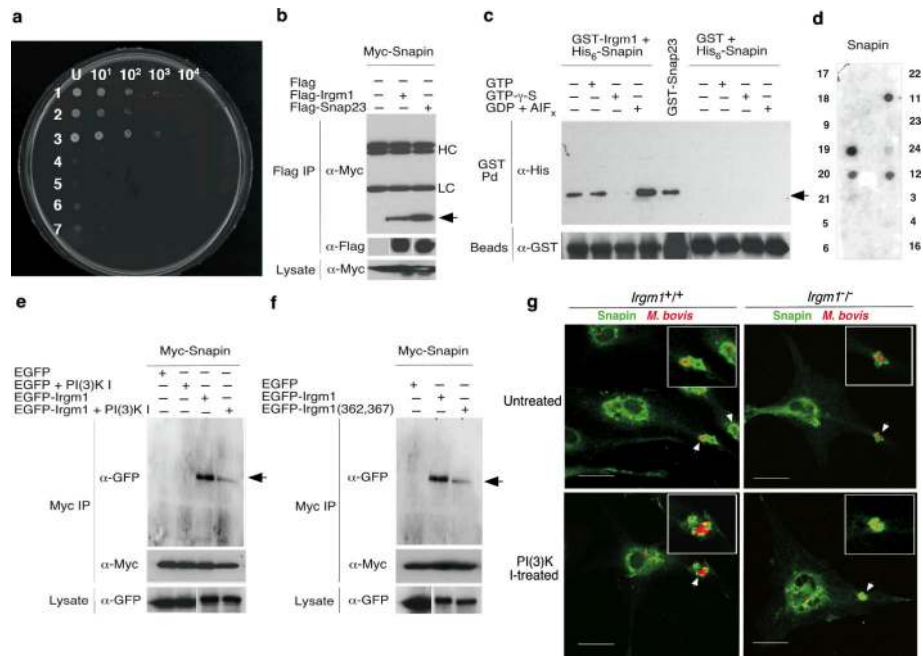 a
U 10¹ 10² 10³ 10⁴
1
2
3
4
5
6
7
b
Myc-Snapin
Flag − − −
Flag-Irgm1 − + −
Flag-Snap23 − − +
Flag IP
α-Myc
HC
LC
α-Flag
Lysate α-Myc
c
GST-Irgm1 +
His₆-Snapin
GST-Snap23
GST +
His₆-Snapin
GTP − + − − − + − −
GTP-γ-S − − + − − − + −
GDP + AlFₓ − − − + − − − +
GST
Pd
α-His
Beads α-GST
d
Snapin
17 22
18 11
9 23
19 24
20 12
21 3
5 4
6 16
e
Myc-Snapin
EGFP + − − −
EGFP + PI(3)K I − + − −
EGFP-Irgm1 − − + −
EGFP-Irgm1 + PI(3)K I − − − +
Myc IP
α-GFP
α-Myc
Lysate α-GFP
f
Myc-Snapin
EGFP + − −
EGFP-Irgm1 − + −
EGFP-Irgm1(362,367) − − +
Myc IP
α-GFP
α-Myc
Lysate α-GFP
g
Irgm1⁺/⁺ Irgm1⁻/⁻
Snapin M. bovis Snapin M. bovis
Untreated
PI(3)K
I-treated